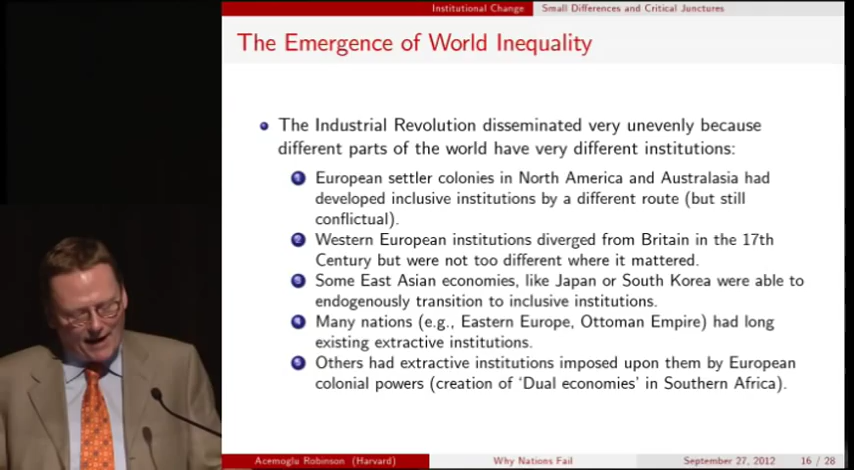 Institutional Change Small Differences and Critical Junctures
The Emergence of World Inequality
The Industrial Revolution disseminated very unevenly because
different parts of the world have very different institutions:
1 European settler colonies in North America and Australasia had
developed inclusive institutions by a different route (but still
conflictual).
2 Western European institutions diverged from Britain in the 17th
Century but were not too different where it mattered.
3 Some East Asian economies, like Japan or South Korea were able to
endogenously transition to inclusive institutions.
4 Many nations (e.g., Eastern Europe, Ottoman Empire) had long
existing extractive institutions.
5 Others had extractive institutions imposed upon them by European
colonial powers (creation of ‘Dual economies’ in Southern Africa).
Acemoglu Robinson (Harvard) Why Nations Fail September 27, 2012 16 / 28